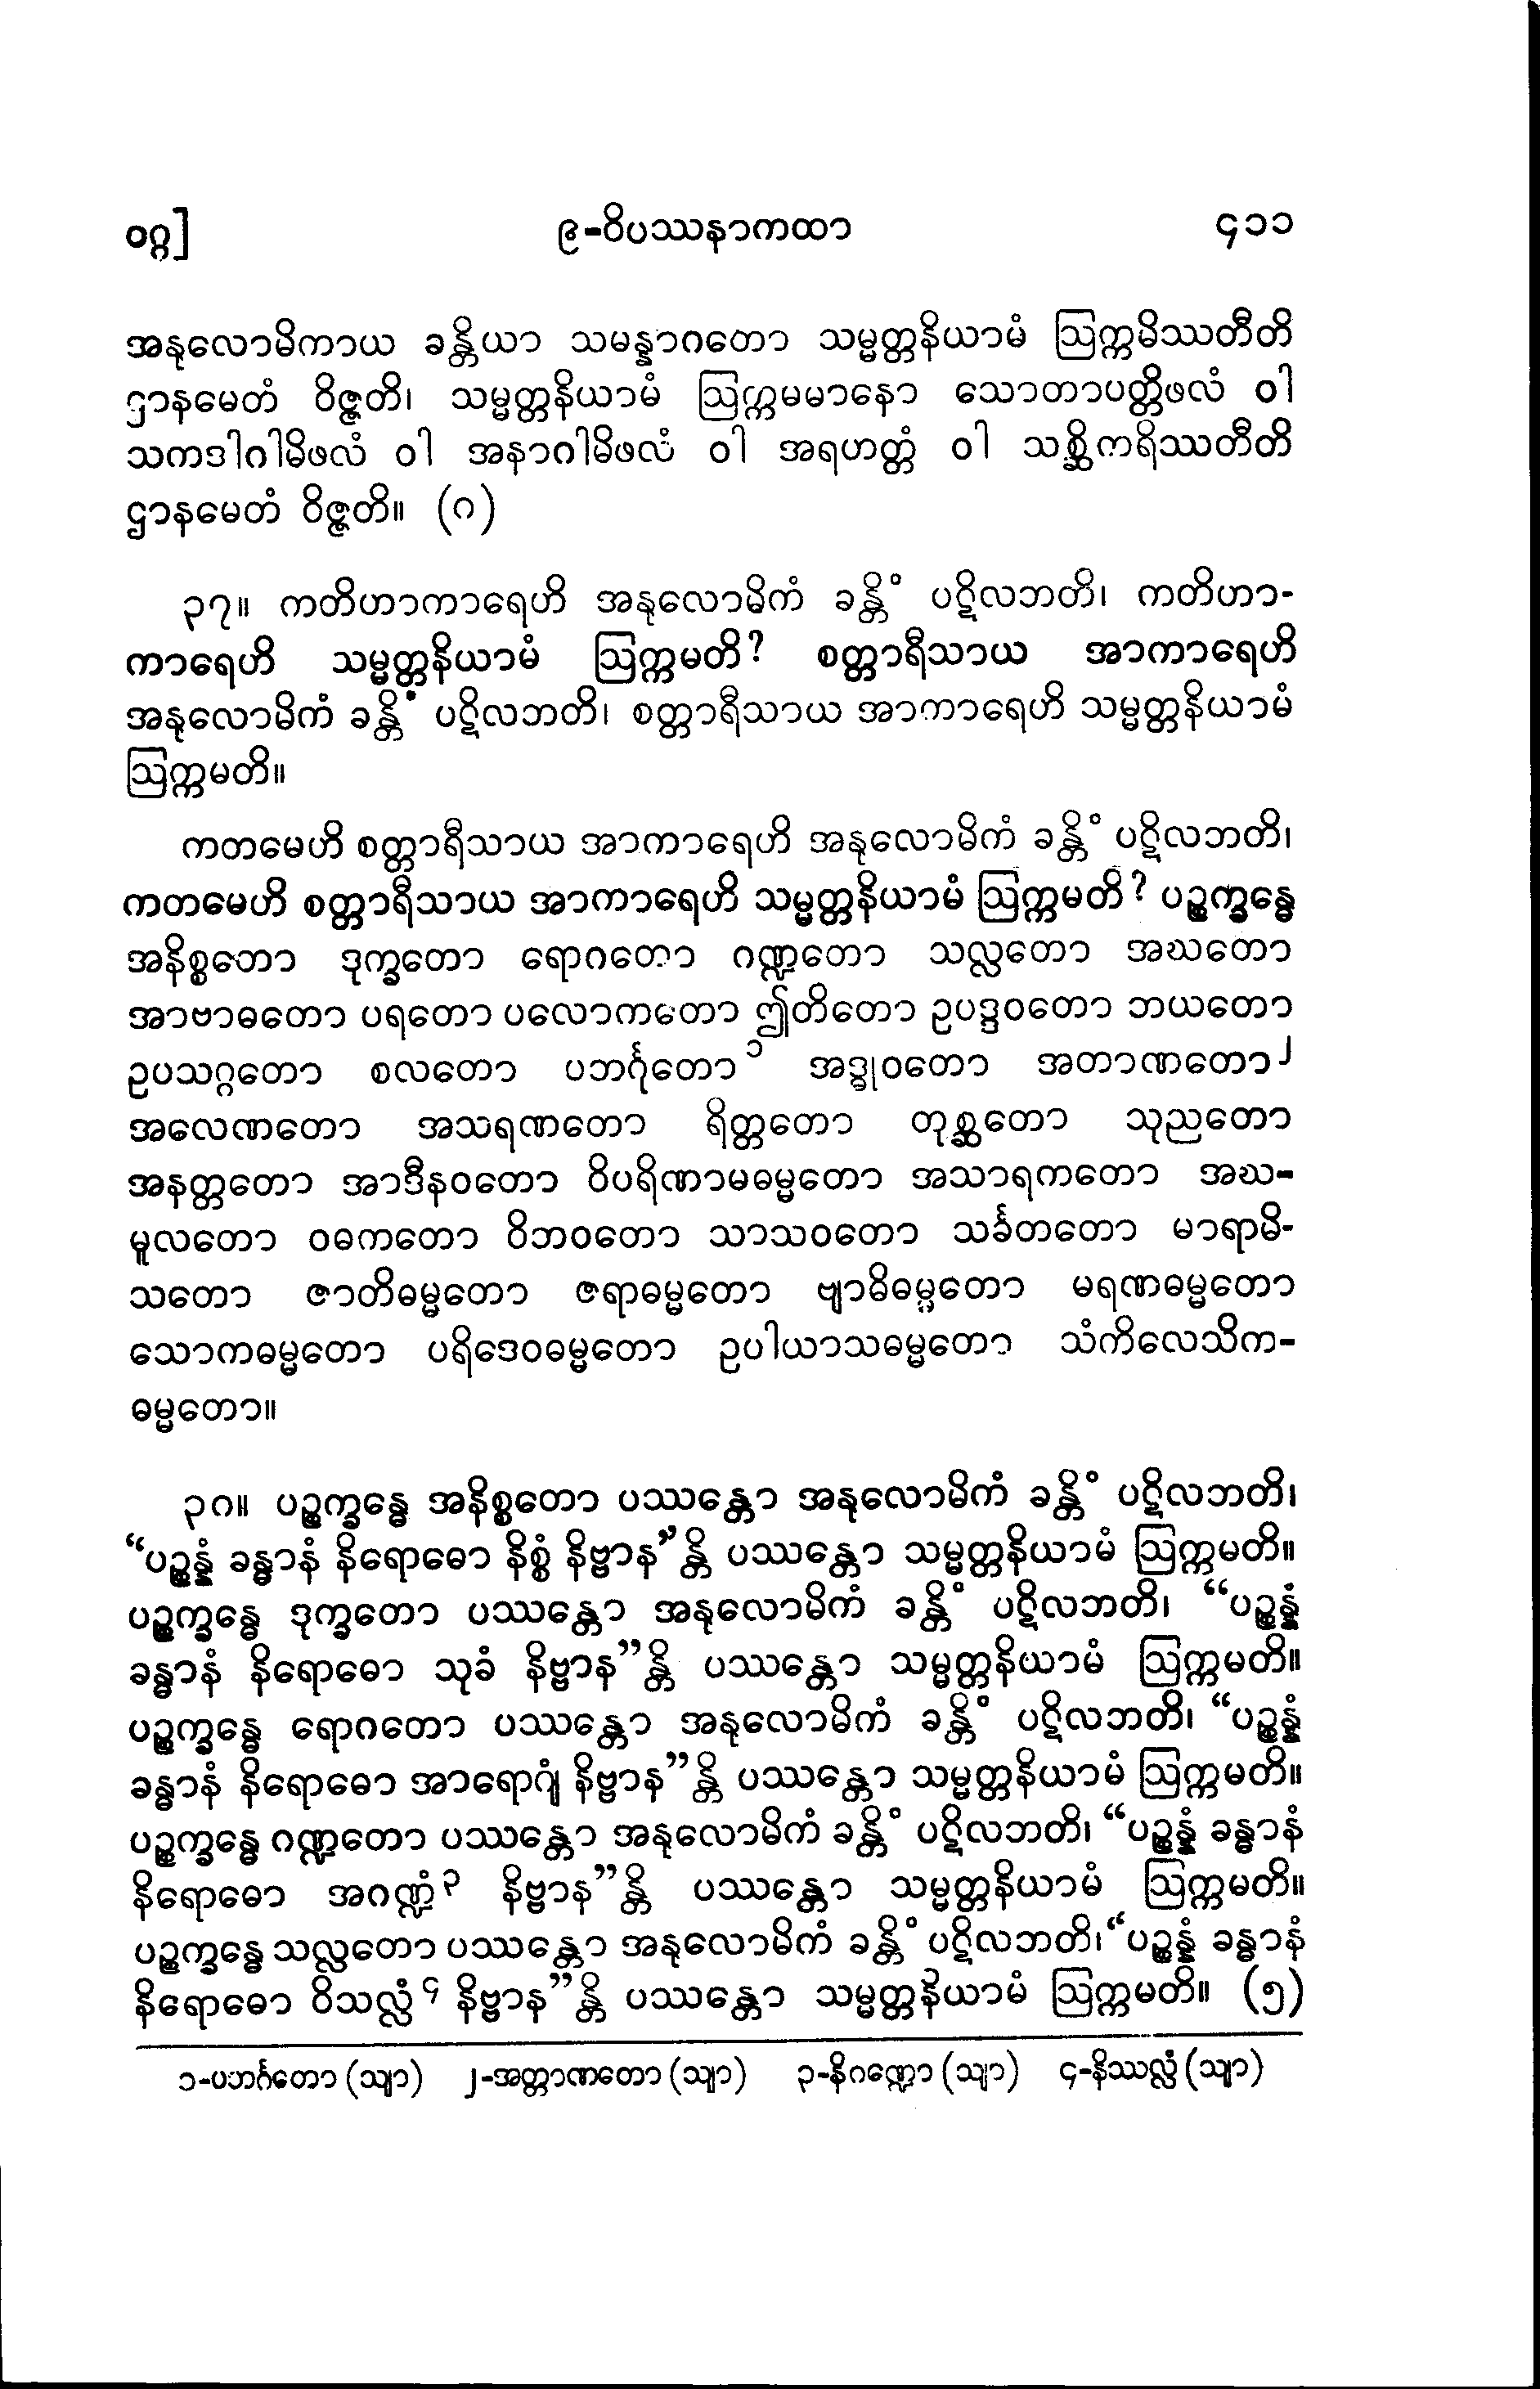 ဝဂ္ဂ] ၉-ဝိပဿနာကထာ ၄၁၁
အနုလောမိကာယ ခန္တိယာ သမန္နာဂတော သမ္မတ္တနိယာမံ ဩက္ကမိဿတီတိ
ဌာနမေတံ ဝိဇ္ဇတိ၊ သမ္မတ္တနိယာမံ ဩက္ကမမာနော သောတာပတ္တိဖလံ ဝါ
သကဒါဂါမိဖလံ ဝါ အနာဂါမိဖလံ ဝါ အရဟတ္တံ ဝါ သစ္ဆိကရိဿတီတိ
ဌာနမေတံ ဝိဇ္ဇတိ။ (ဂ)
၃၇။ ကတိဟာကာရေဟိ အနုလောမိကံ ခန္တိံ ပဋိလဘတိ၊ ကတိဟာ-
ကာရေဟိ သမ္မတ္တနိယာမံ ဩက္ကမတိ? စတ္တာရီသာယ အာကာရေဟိ
အနုလောမိကံ ခန္တိံ ပဋိလဘတိ၊ စတ္တာရီသာယ အာကာရေဟိ သမ္မတ္တနိယာမံ
ဩက္ကမတိ။
ကတမေဟိ စတ္တာရီသာယ အာကာရေဟိ အနုလောမိကံ ခန္တိံ ပဋိလဘတိ၊
ကတမေဟိ စတ္တာရီသာယ အာကာရေဟိ သမ္မတ္တနိယာမံ ဩက္ကမတိ? ပဉ္စက္ခန္ဓေ
အနိစ္စတော ဒုက္ခတော ရောဂတော ဂဏ္ဍတော သလ္လတော အဃတော
အာဗာဓတော ပရတော ပလောကတော ဤတိတော ဥပဒ္ဒဝတော ဘယတော
ဥပသဂ္ဂတော စလတော ပဘင်္ဂုတော၁ အဒ္ဓုဝတော အတာဏတော၂
အလေဏတော အသရဏတော ရိတ္တတော တုစ္ဆတော သုညတော
အနတ္တတော အာဒီနဝတော ဝိပရိဏာမဓမ္မတော အသာရကတော အဃ-
မူလတော ဝဓကတော ဝိဘဝတော သာသဝတော သင်္ခတတော မာရာမိ-
သတော ဇာတိဓမ္မတော ဇရာဓမ္မတော ဗျာဓိဓမ္မတော မရဏဓမ္မတော
သောကဓမ္မတော ပရိဒေဝဓမ္မတော ဥပါယာသဓမ္မတော သံကိလေသိက-
ဓမ္မတော။
၃ဂ။ ပဉ္စက္ခန္ဓေ အနိစ္စတော ပဿန္တော အနုလောမိကံ ခန္တိံ ပဋိလဘတိ၊
“ပဉ္စန္နံ ခန္ဓာနံ နိရောဓော နိစ္စံ နိဗ္ဗာန”န္တိ ပဿန္တော သမ္မတ္တနိယာမံ ဩက္ကမတိ။
ပဉ္စက္ခန္ဓေ ဒုက္ခတော ပဿန္တော အနုလောမိကံ ခန္တိံ ပဋိလဘတိ၊ “ပဉ္စန္နံ
ခန္ဓာနံ နိရောဓော သုခံ နိဗ္ဗာန”န္တိ ပဿန္တော သမ္မတ္တနိယာမံ ဩက္ကမတိ။
ပဉ္စက္ခန္ဓေ ရောဂတော ပဿန္တော အနုလောမိကံ ခန္တိံ ပဋိလဘတိ၊ “ပဉ္စန္နံ
ခန္ဓာနံ နိရောဓော အာရောဂျံ နိဗ္ဗာန”န္တိ ပဿန္တော သမ္မတ္တနိယာမံ ဩက္ကမတိ။
ပဉ္စက္ခန္ဓေ ဂဏ္ဍတော ပဿန္တော အနုလောမိကံ ခန္တိံ ပဋိလဘတိ၊ “ပဉ္စန္နံ ခန္ဓာနံ
နိရောဓော အဂဏ္ဍံ၃ နိဗ္ဗာန”န္တိ ပဿန္တော သမ္မတ္တနိယာမံ ဩက္ကမတိ။
ပဉ္စက္ခန္ဓေ သလ္လတော ပဿန္တော အနုလောမိကံ ခန္တိံ ပဋိလဘတိ၊ “ပဉ္စန္နံ ခန္ဓာနံ
နိရောဓော ဝိသလ္လံ၄ နိဗ္ဗာန”န္တိ ပဿန္တော သမ္မတ္တနိယာမံ ဩက္ကမတိ။ (၅)
၁-ပဘင်္ဂတော (သျာ) ၂-အတ္တာဏတော (သျာ) ၃-နိဂဏ္ဍော (သျာ) ၄-နိဿလ္လံ (သျာ)